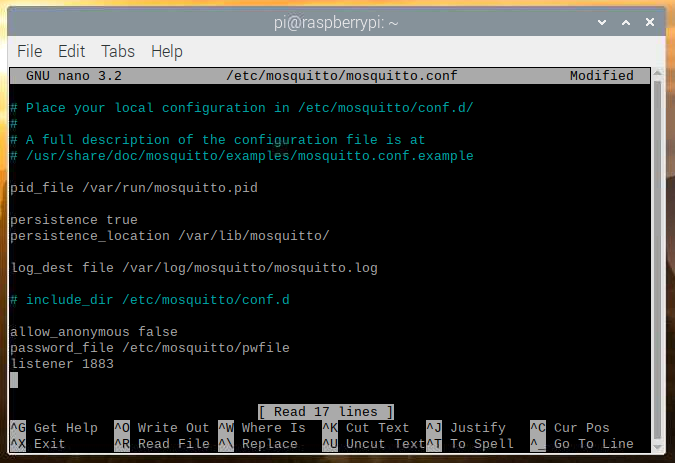 pi@raspberrypi: ~
File Edit Tabs Help
GNU nano 3.2 /etc/mosquitto/mosquitto.conf Modified
# Place your local configuration in /etc/mosquitto/conf.d/
#
# A full description of the configuration file is at
# /usr/share/doc/mosquitto/examples/mosquitto.conf.example
pid_file /var/run/mosquitto.pid
persistence true
persistence_location /var/lib/mosquitto/
log_dest file /var/log/mosquitto/mosquitto.log
# include_dir /etc/mosquitto/conf.d
allow_anonymous false
password_file /etc/mosquitto/pwfile
listener 1883
[ Read 17 lines ]
^G Get Help ^O Write Out ^W Where Is ^K Cut Text ^J Justify ^C Cur Pos
^X Exit ^R Read File ^\ Replace ^U Uncut Text ^T To Spell ^_ Go To Line